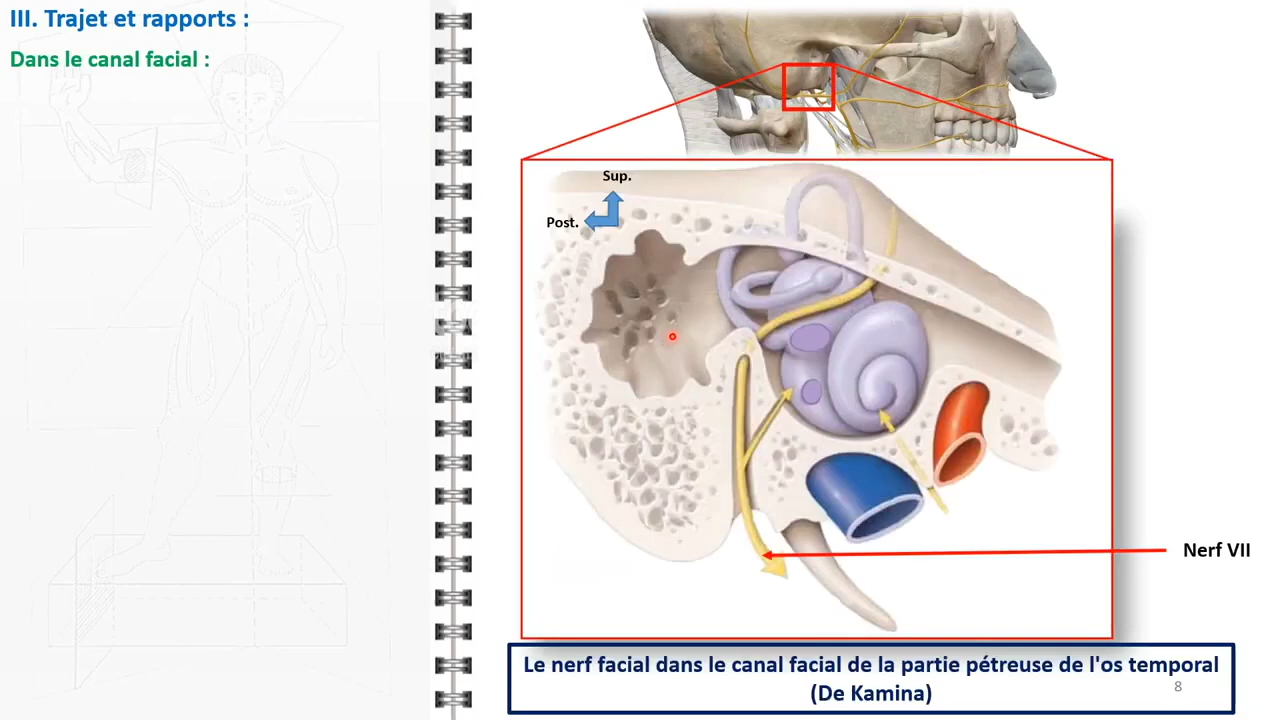 III. Trajet et rapports :
Dans le canal facial :
Sup.
Post.
Nerf VII
Le nerf facial dans le canal facial de la partie pétreuse de l'os temporal
(De Kamina)
8